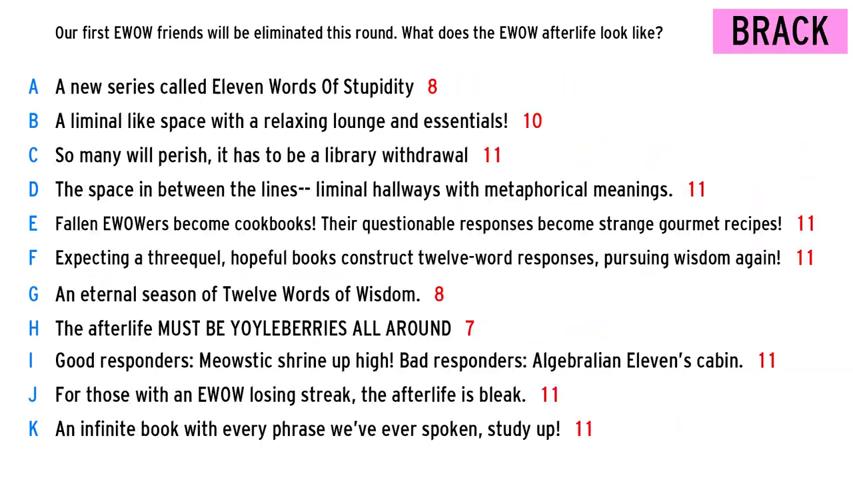 Our first EWOW friends will be eliminated this round. What does the EWOW afterlife look like?
BRACK
A A new series called Eleven Words Of Stupidity 8
B A liminal like space with a relaxing lounge and essentials! 10
C So many will perish, it has to be a library withdrawal 11
D The space in between the lines-- liminal hallways with metaphorical meanings. 11
E Fallen EWOWers become cookbooks! Their questionable responses become strange gourmet recipes! 11
F Expecting a threequel, hopeful books construct twelve-word responses, pursuing wisdom again! 11
G An eternal season of Twelve Words of Wisdom. 8
H The afterlife MUST BE YOYLEBERRIES ALL AROUND 7
I Good responders: Meowstic shrine up high! Bad responders: Algebralian Eleven's cabin. 11
J For those with an EWOW losing streak, the afterlife is bleak. 11
K An infinite book with every phrase we've ever spoken, study up! 11